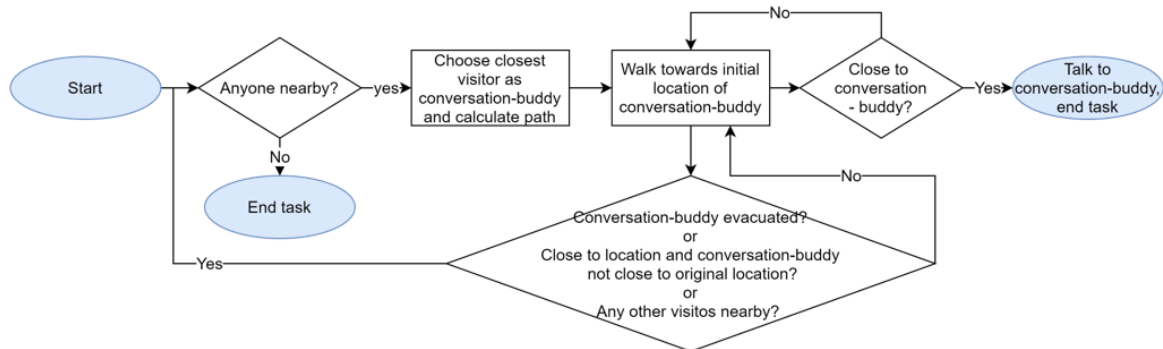 No
Start
Anyone nearby?
yes
Choose closest
visitor as
conversation-buddy
and calculate path
Walk towards initial
location of
conversation-buddy
Close to
conversation
- buddy?
Yes
Talk to
conversation-buddy,
end task
No
End task
No
Conversation-buddy evacuated?
or
Close to location and conversation-buddy
not close to original location?
or
Any other visitos nearby?
Yes